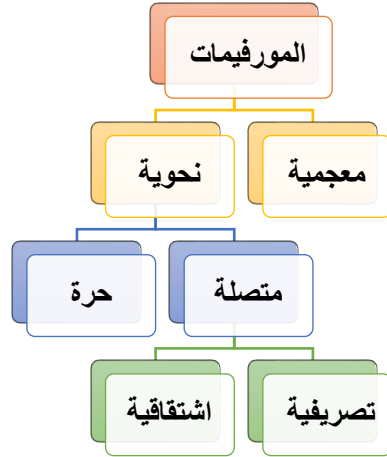 المورفيمات
معجمية
نحوية
متصلة
حرة
تصريفية
اشتقاقية